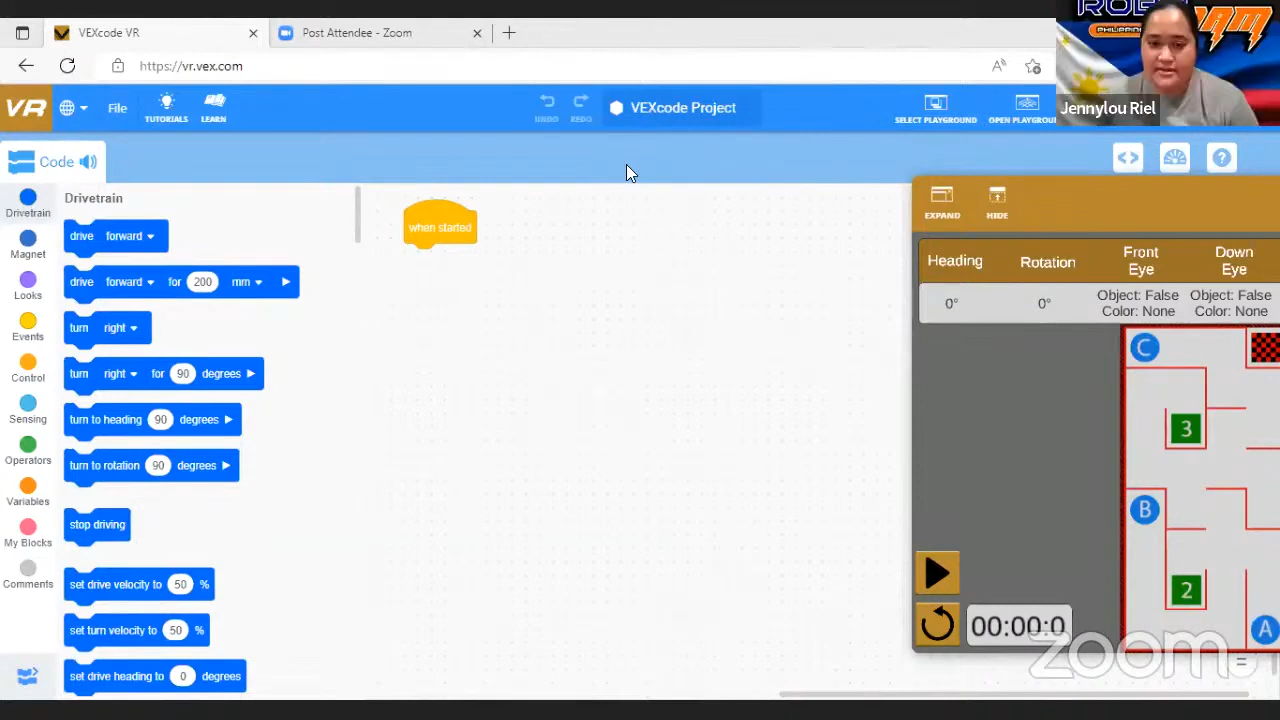 VEXcode VR
Post Attendee - Zoom
https://vr.vex.com
Jennylou Riel
VR
File
TUTORIALS
LEARN
UNDO
REDO
VEXcode Project
SELECT PLAYGROUND
Code
EXPAND
HIDE
Drivetrain
Magnet
Looks
Events
Control
Sensing
Operators
Variables
My Blocks
Comments
Drivetrain
drive forward
drive forward for 200 mm
turn right
turn right for 90 degrees
turn to heading 90 degrees
turn to rotation 90 degrees
stop driving
set drive velocity to 50 %
set turn velocity to 50 %
set drive heading to 0 degrees
when started
Heading
Rotation
Front
Eye
Down
Eye
0°
0°
Object: False
Color: None
Object: False
Color: None
C
3
B
2
A
00:00:0
zoom